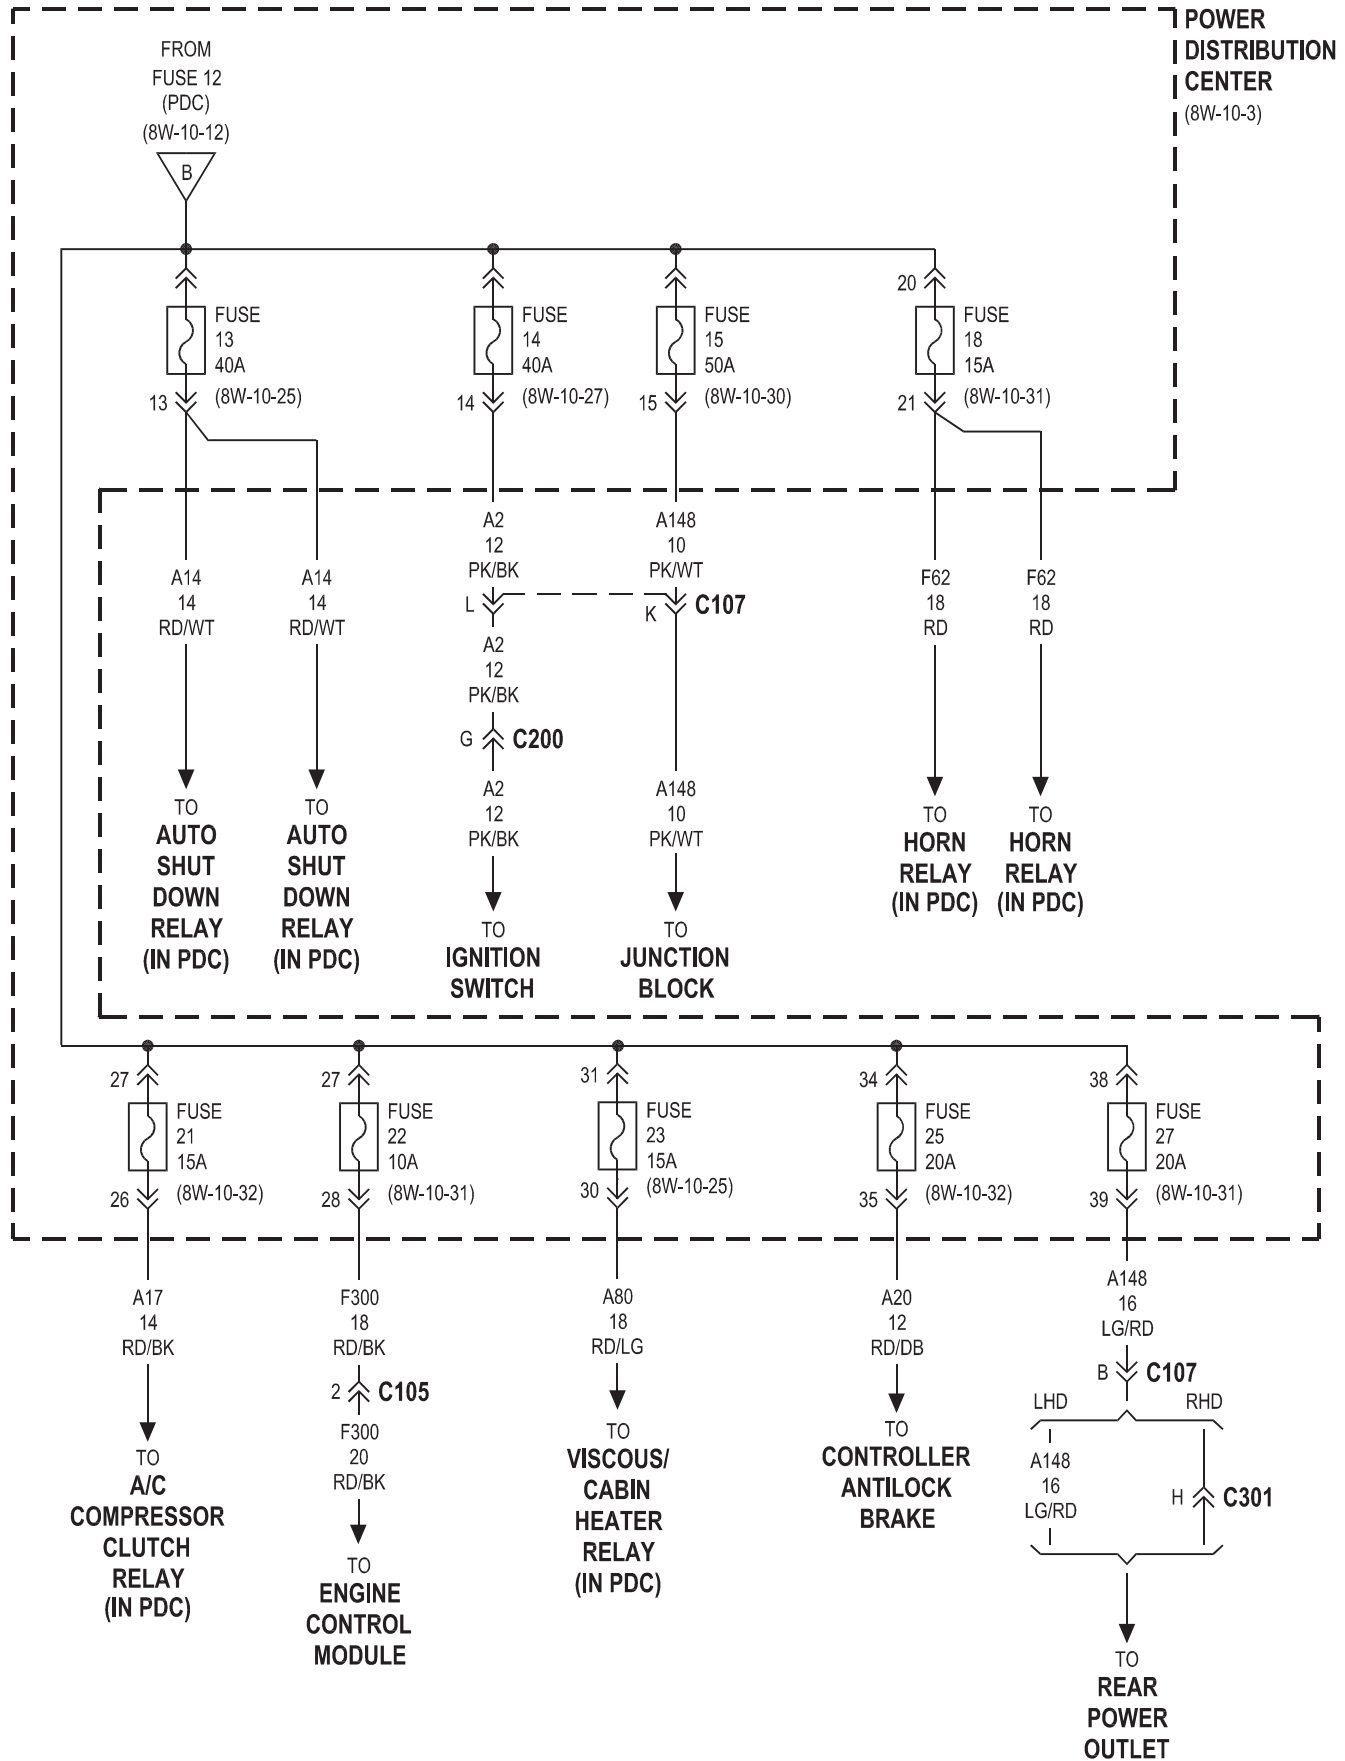 POWER
DISTRIBUTION
CENTER
(8W-10-3)
FROM
FUSE 12
(PDC)
(8W-10-12)
B
FUSE
13
40A
(8W-10-25)
13
FUSE
14
40A
(8W-10-27)
14
FUSE
15
50A
(8W-10-30)
15
20
FUSE
18
15A
(8W-10-31)
21
A14
14
RD/WT
TO
AUTO
SHUT
DOWN
RELAY
(IN PDC)
A14
14
RD/WT
TO
AUTO
SHUT
DOWN
RELAY
(IN PDC)
A2
12
PK/BK
L
A2
12
PK/BK
G
C200
A2
12
PK/BK
TO
IGNITION
SWITCH
A148
10
PK/WT
K
C107
A148
10
PK/WT
TO
JUNCTION
BLOCK
F62
18
RD
TO
HORN
RELAY
(IN PDC)
F62
18
RD
TO
HORN
RELAY
(IN PDC)
27
FUSE
21
15A
(8W-10-32)
26
A17
14
RD/BK
TO
A/C
COMPRESSOR
CLUTCH
RELAY
(IN PDC)
27
FUSE
22
10A
(8W-10-31)
28
F300
18
RD/BK
2
C105
F300
20
RD/BK
TO
ENGINE
CONTROL
MODULE
31
FUSE
23
15A
(8W-10-25)
30
A80
18
RD/LG
TO
VISCOUS/
CABIN
HEATER
RELAY
(IN PDC)
34
FUSE
25
20A
(8W-10-32)
35
A20
12
RD/DB
TO
CONTROLLER
ANTILOCK
BRAKE
38
FUSE
27
20A
(8W-10-31)
39
A148
16
LG/RD
B
C107
LHD
RHD
A148
16
LG/RD
H
C301
TO
REAR
POWER
OUTLET